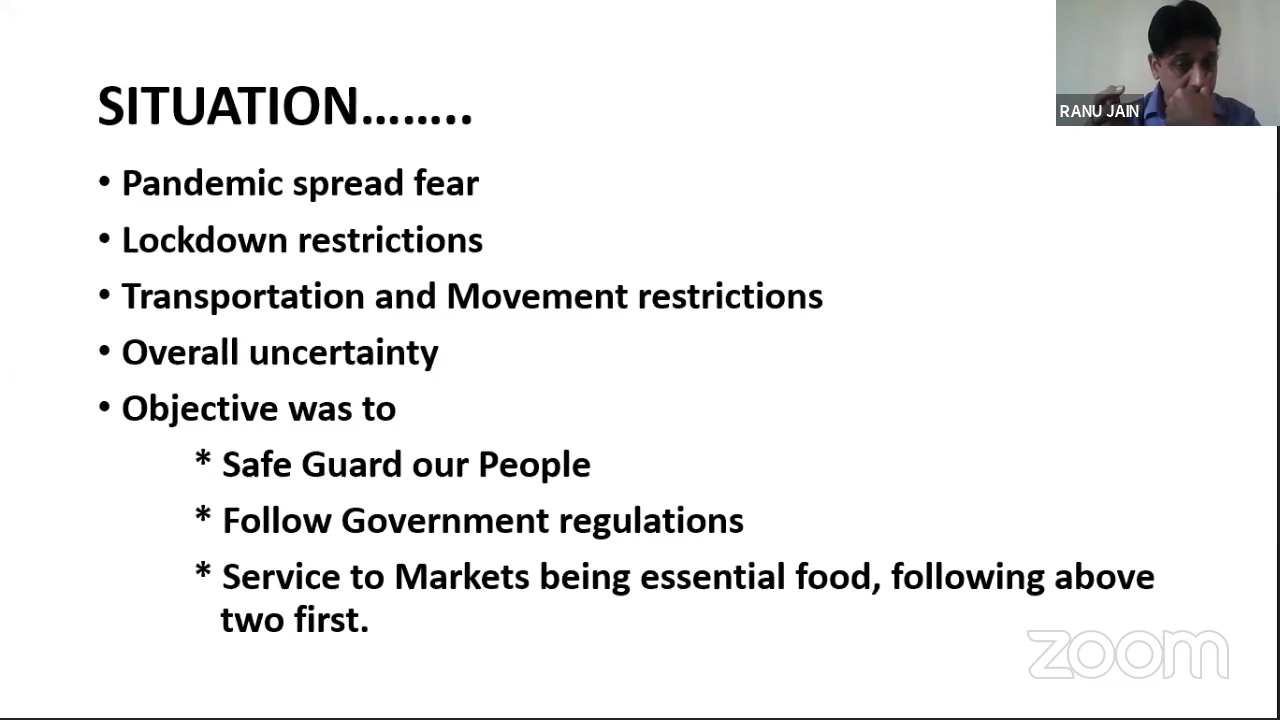 SITUATION……..
• Pandemic spread fear
• Lockdown restrictions
• Transportation and Movement restrictions
• Overall uncertainty
• Objective was to
* Safe Guard our People
* Follow Government regulations
* Service to Markets being essential food, following above
two first.
RANU JAIN
zoom